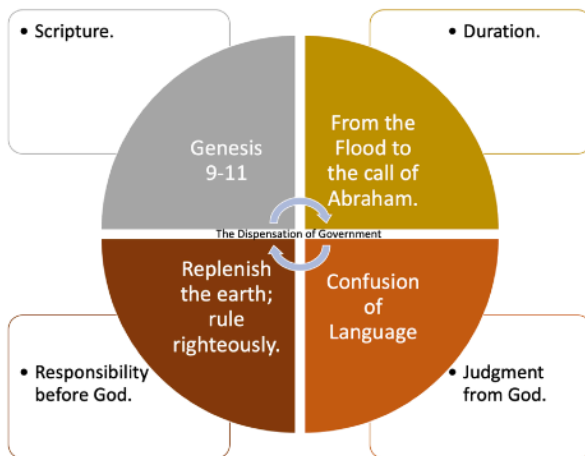 • Scripture.
• Duration.
Genesis
9-11
From the
Flood to
the call of
Abraham.
The Dispensation of Government
Replenish
the earth;
rule
righteously.
Confusion
of
Language
• Responsibility
before God.
• Judgment
from God.